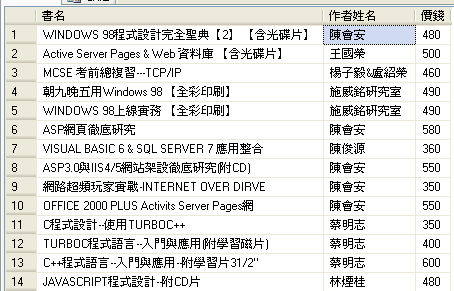 書名 作者姓名 價錢
1 WINDOWS 98程式設計完全聖典【2】 【含光碟片】 陳會安 480
2 Active Server Pages & Web 資料庫 【含光碟片】 王國榮 500
3 MCSE 考前總複習---TCP/IP 楊子毅&盧紹榮 460
4 朝九晚五用Windows 98 【全彩印刷】 施威銘研究室 490
5 WINDOWS 98上線實務 【全彩印刷】 施威銘研究室 490
6 ASP網頁徹底研究 陳會安 580
7 VISUAL BASIC 6 & SQL SERVER 7 應用整合 陳俊源 360
8 ASP3.0與IIS4/5網站架設徹底研究(附CD) 陳會安 550
9 網路超頻玩家實戰-INTERNET OVER DIRVE 陳會安 350
10 OFFICE 2000 PLUS Activits Server Pages網 陳會安 550
11 C程式設計--使用TURBOC++ 蔡明志 350
12 TURBOC程式語言--入門與應用(附學習磁片) 蔡明志 400
13 C++程式語言--入門與應用--附學習片31/2" 蔡明志 600
14 JAVASCRIPT程式設計--附CD片 林煙桂 480